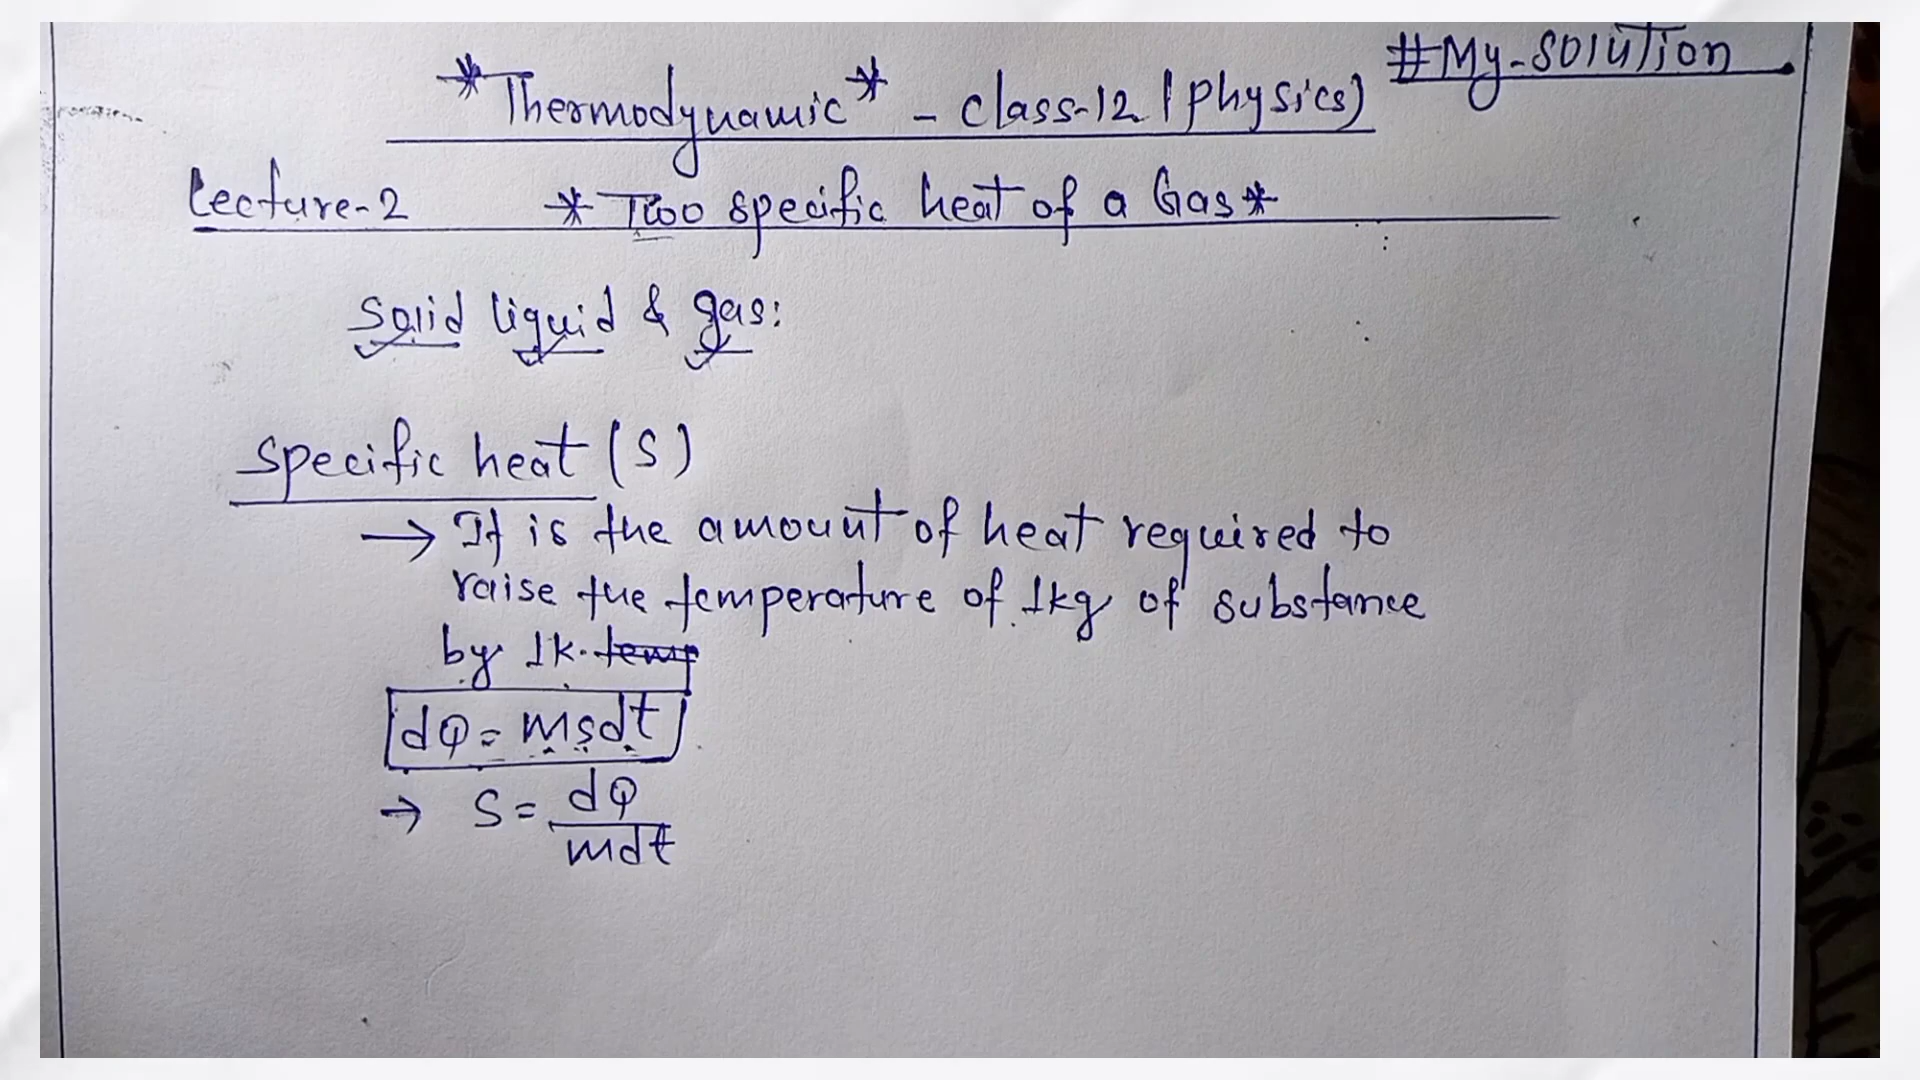 #My-Solution
*Thermodynamic* - class-12 (physics)
Lecture-2 *Two specific heat of a Gas*
Solid liquid & gas:
Specific heat (S)
→ It is the amount of heat required to
raise the temperature of 1kg of substance
by 1k. temp
dQ = msdt
→ S = dQ/mdt